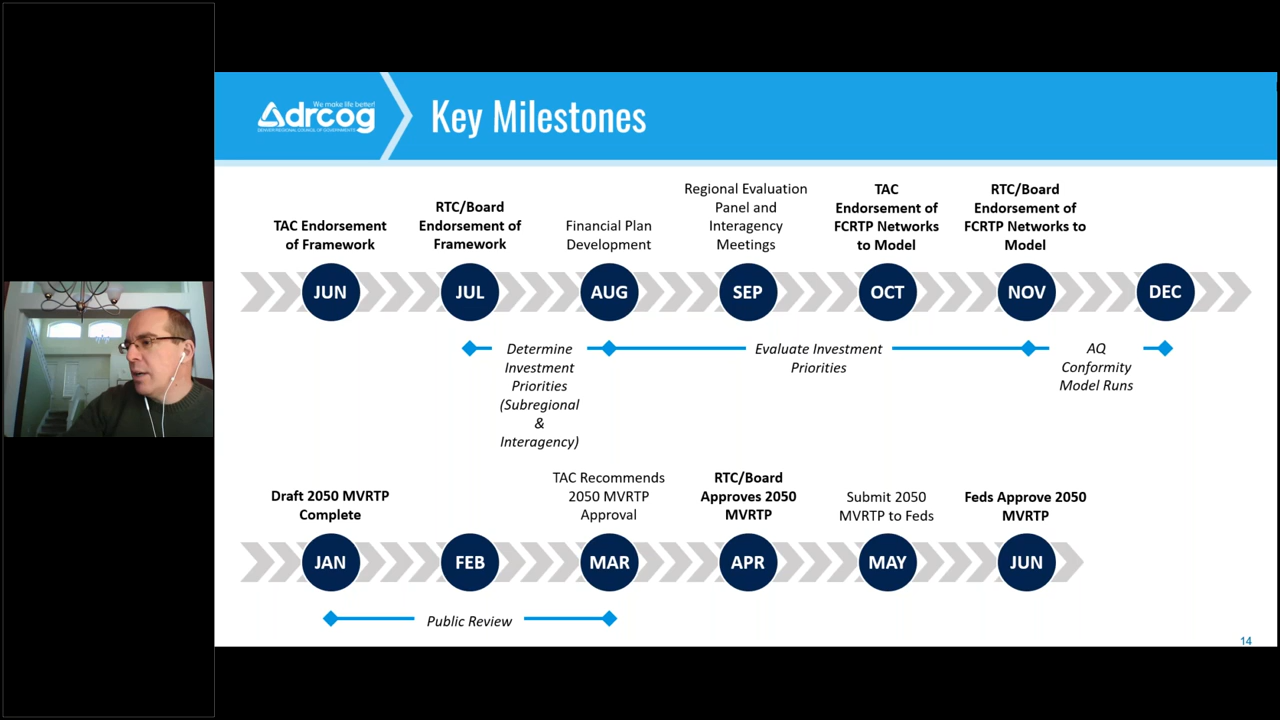 We make life better!
drcog
DENVER REGIONAL COUNCIL OF GOVERNMENTS
Key Milestones
TAC Endorsement
of Framework
RTC/Board
Endorsement of
Framework
Financial Plan
Development
Regional Evaluation
Panel and
Interagency
Meetings
TAC
Endorsement of
FCRTP Networks
to Model
RTC/Board
Endorsement of
FCRTP Networks to
Model
JUN
JUL
AUG
SEP
OCT
NOV
DEC
Determine
Investment
Priorities
(Subregional
&
Interagency)
Evaluate Investment
Priorities
AQ
Conformity
Model Runs
Draft 2050 MVRTP
Complete
TAC Recommends
2050 MVRTP
Approval
RTC/Board
Approves 2050
MVRTP
Submit 2050
MVRTP to Feds
Feds Approve 2050
MVRTP
JAN
FEB
MAR
APR
MAY
JUN
Public Review
14